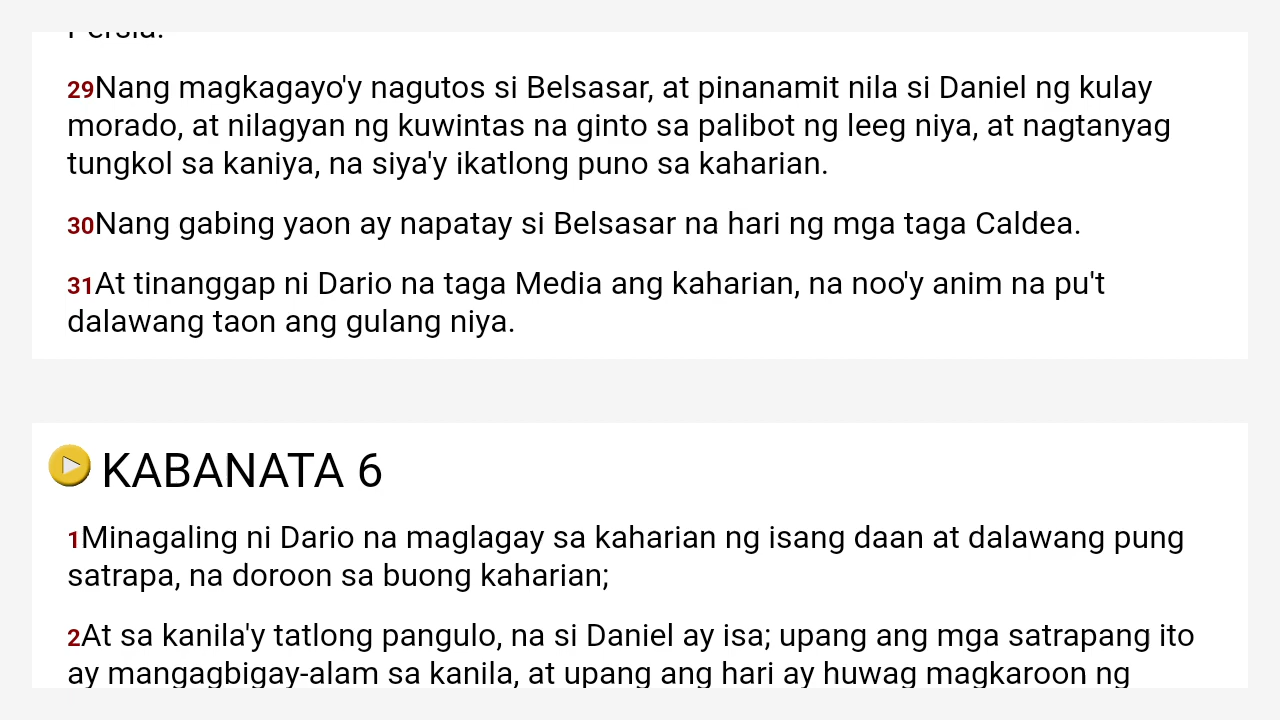 Persia.
29Nang magkagayo'y nagutos si Belsasar, at pinanamit nila si Daniel ng kulay
morado, at nilagyan ng kuwintas na ginto sa palibot ng leeg niya, at nagtanyag
tungkol sa kaniya, na siya'y ikatlong puno sa kaharian.
30Nang gabing yaon ay napatay si Belsasar na hari ng mga taga Caldea.
31At tinanggap ni Dario na taga Media ang kaharian, na noo'y anim na pu't
dalawang taon ang gulang niya.
KABANATA 6
1Minagaling ni Dario na maglagay sa kaharian ng isang daan at dalawang pung
satrapa, na doroon sa buong kaharian;
2At sa kanila'y tatlong pangulo, na si Daniel ay isa; upang ang mga satrapang ito
ay mangagbigay-alam sa kanila, at upang ang hari ay huwag magkaroon ng